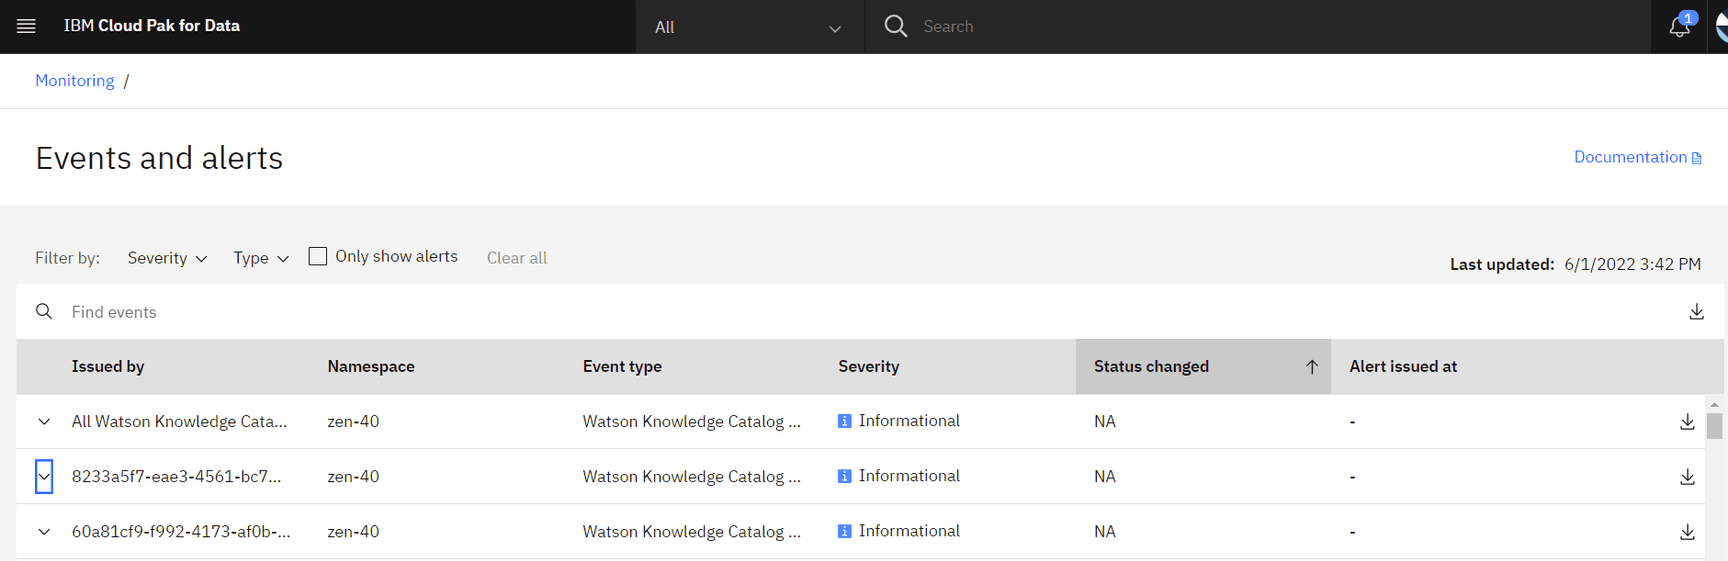 IBM Cloud Pak for Data All Search 1
Monitoring /
Events and alerts Documentation
Filter by: Severity Type Only show alerts Clear all Last updated: 6/1/2022 3:42 PM
Find events
Issued by Namespace Event type Severity Status changed Alert issued at
All Watson Knowledge Cata... zen-40 Watson Knowledge Catalog ... Informational NA -
8233a5f7-eae3-4561-bc7... zen-40 Watson Knowledge Catalog ... Informational NA -
60a81cf9-f992-4173-af0b-... zen-40 Watson Knowledge Catalog ... Informational NA -